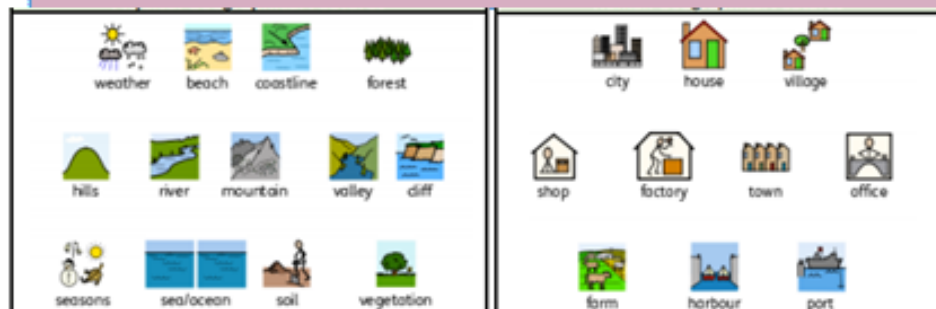 weather beach coastline forest
hills river mountain valley cliff
seasons sea/ocean soil vegetation
city house village
shop factory town office
farm harbour port